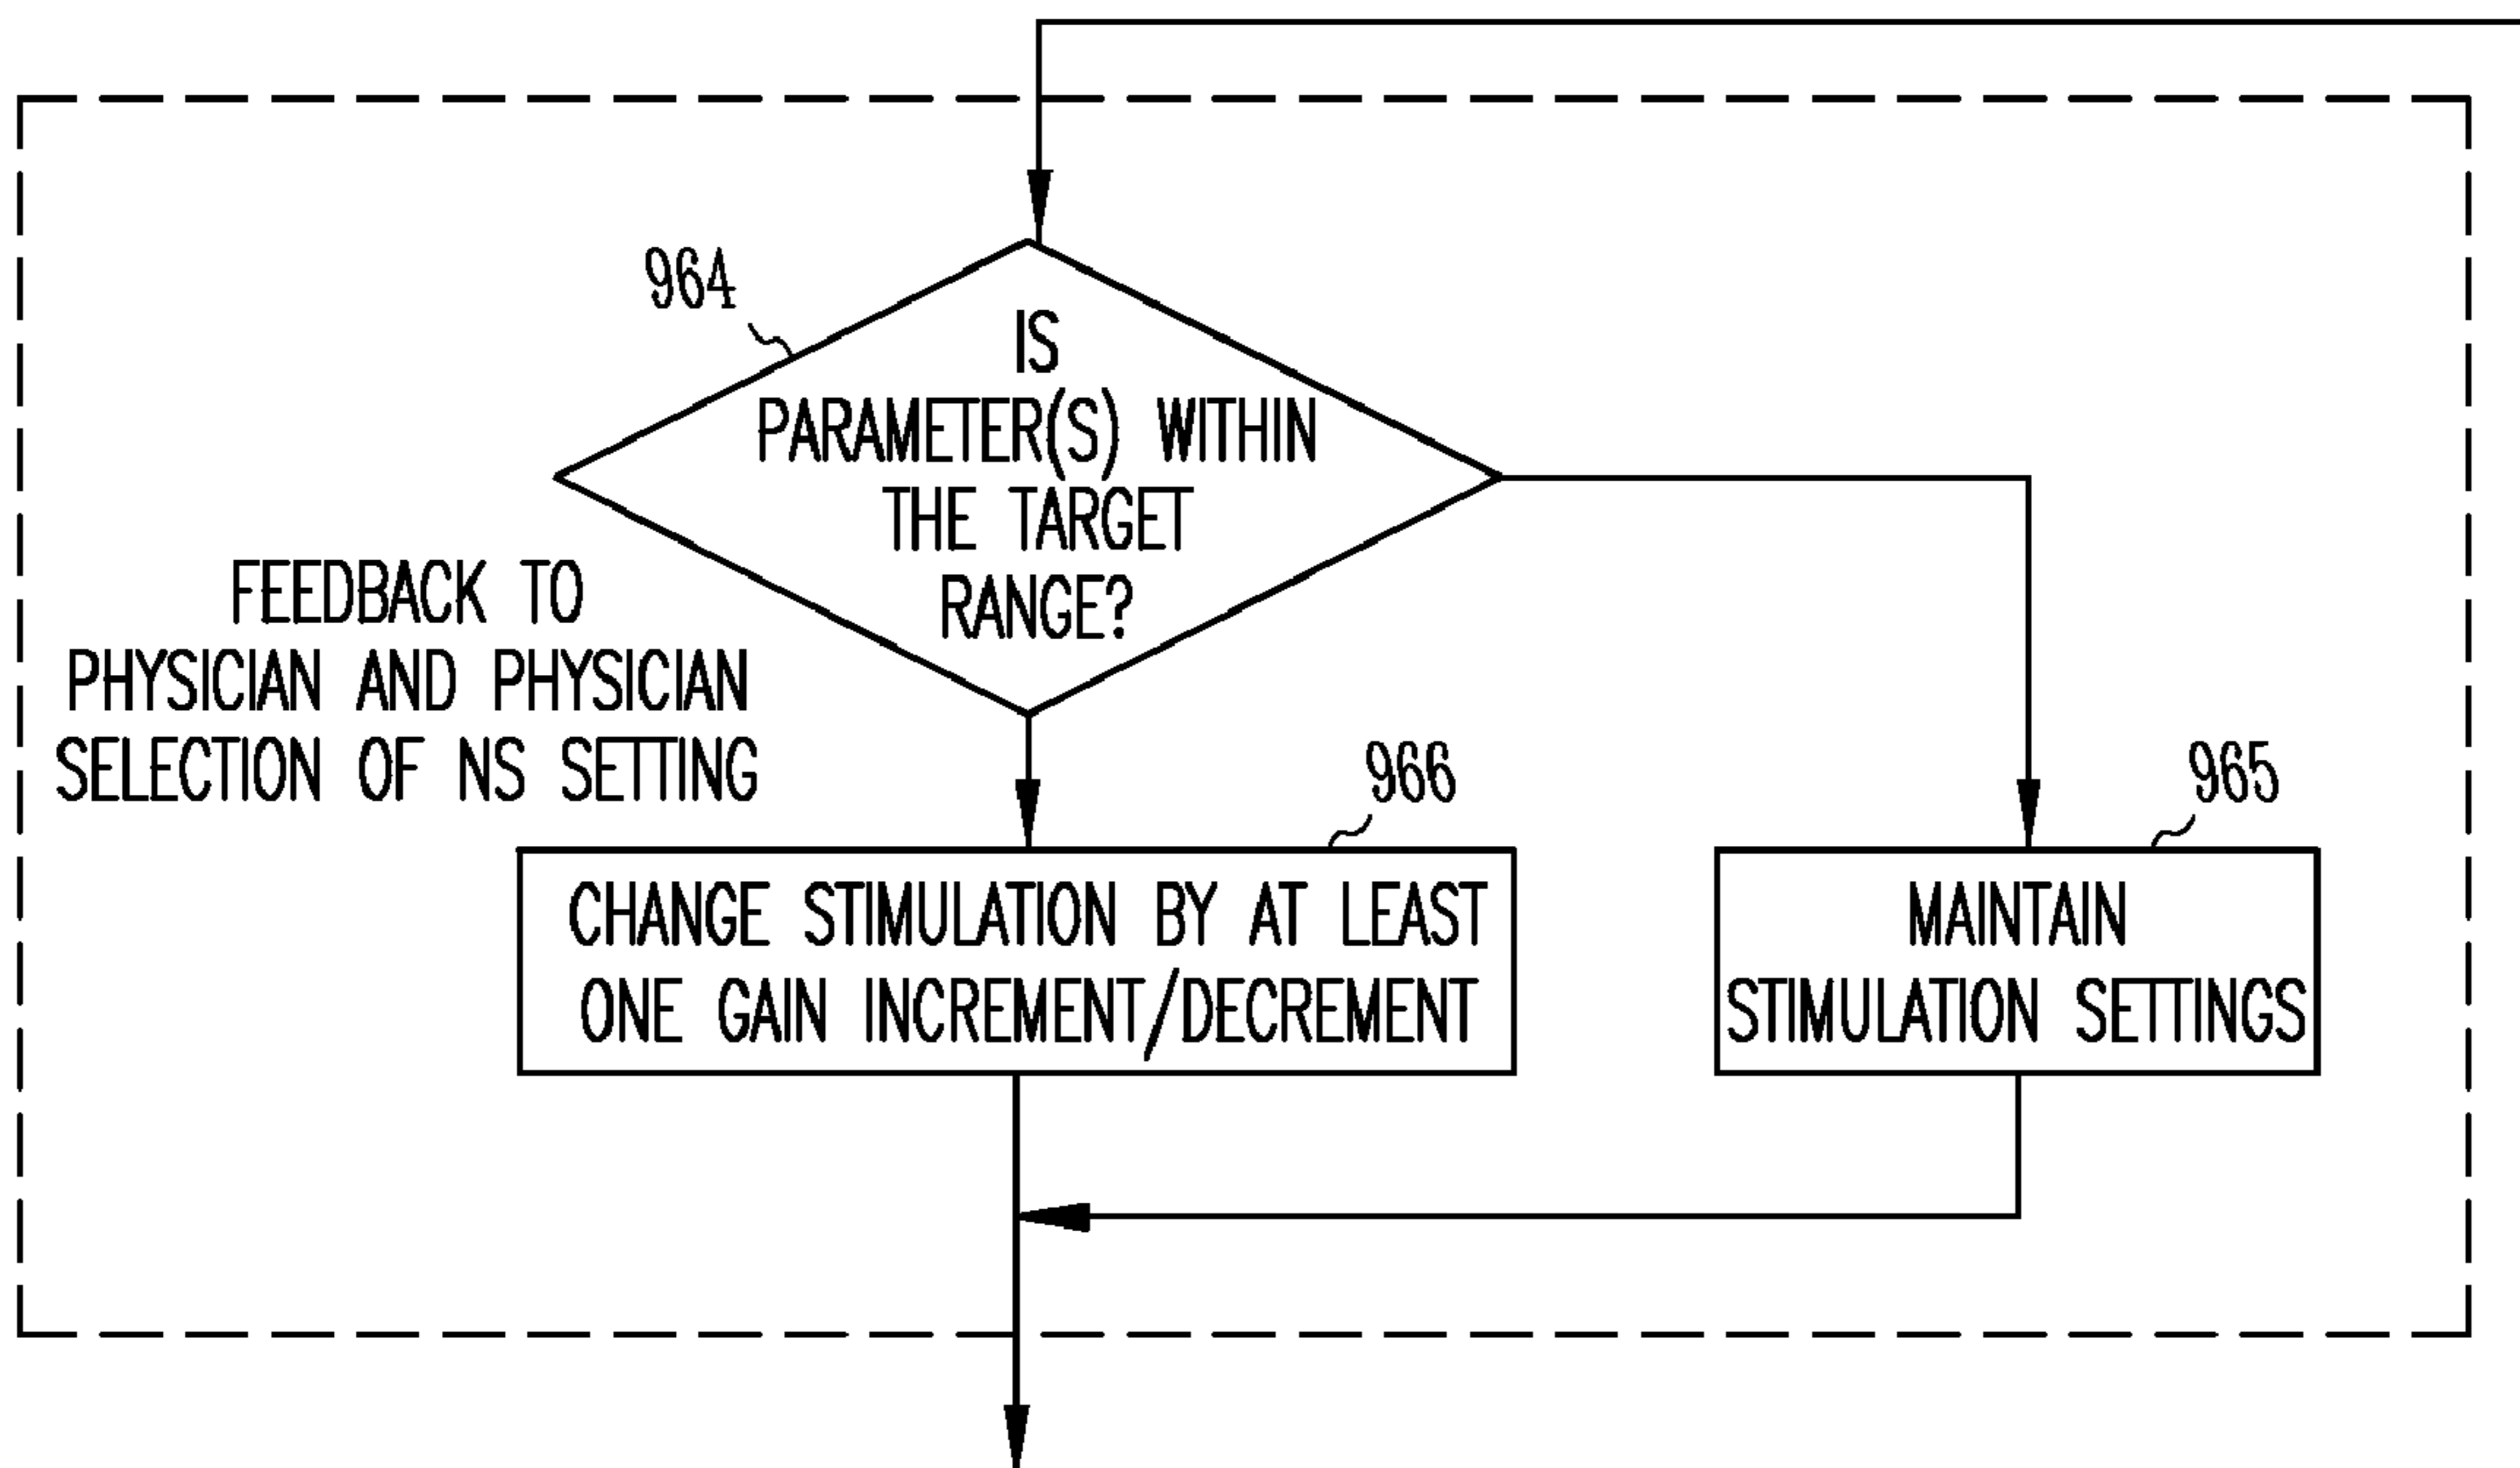 964
IS
PARAMETER(S) WITHIN
THE TARGET
RANGE?
FEEDBACK TO
PHYSICIAN AND PHYSICIAN
SELECTION OF NS SETTING
966
CHANGE STIMULATION BY AT LEAST
ONE GAIN INCREMENT/DECREMENT
965
MAINTAIN
STIMULATION SETTINGS